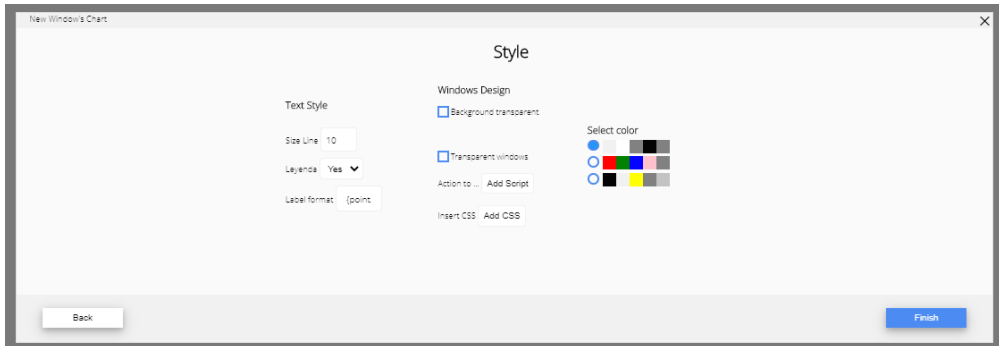 New Window's Chart
Style
Text Style
Size Line 10
Leyenda Yes
Label format {point.
Windows Design
Background transparent
Transparent windows
Action to ... Add Script
Insert CSS Add CSS
Select color
Back
Finish